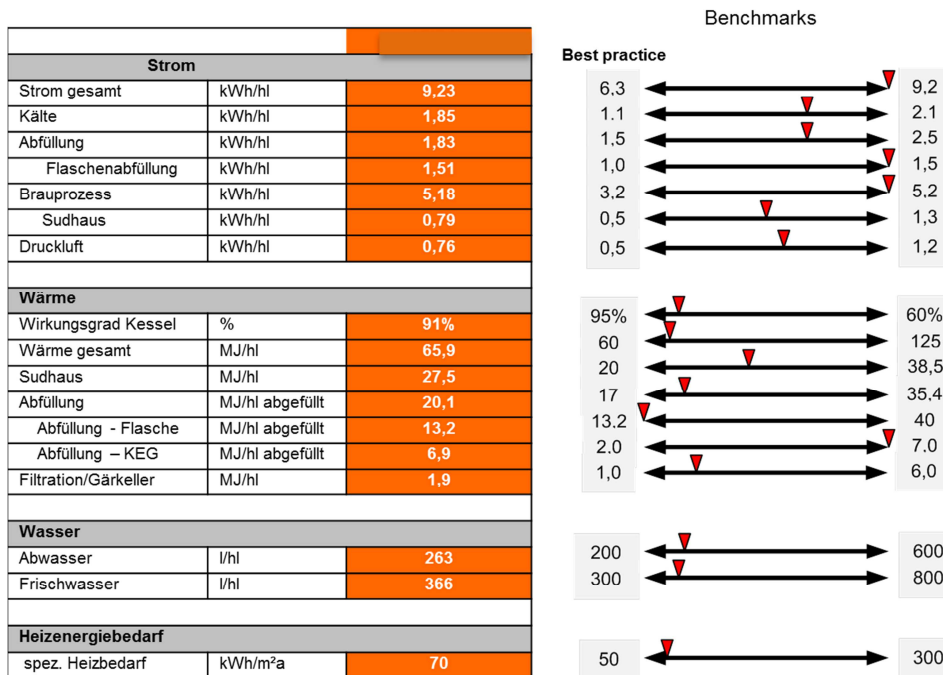 Benchmarks
Best practice
Strom
Strom gesamt kWh/hl 9,23 6,3 9,2
Kälte kWh/hl 1,85 1.1 2.1
Abfüllung kWh/hl 1,83 1,5 2,5
Flaschenabfüllung kWh/hl 1,51 1,0 1,5
Brauprozess kWh/hl 5,18 3.2 5.2
Sudhaus kWh/hl 0,79 0,5 1,3
Druckluft kWh/hl 0,76 0,5 1,2
Wärme
Wirkungsgrad Kessel % 91% 95% 60%
Wärme gesamt MJ/hl 65,9 60 125
Sudhaus MJ/hl 27,5 20 38,5
Abfüllung MJ/hl abgefüllt 20,1 17 35,4
Abfüllung - Flasche MJ/hl abgefüllt 13,2 13.2 40
Abfüllung – KEG MJ/hl abgefüllt 6,9 2.0 7.0
Filtration/Gärkeller MJ/hl 1,9 1,0 6,0
Wasser
Abwasser l/hl 263 200 600
Frischwasser l/hl 366 300 800
Heizenergiebedarf
spez. Heizbedarf kWh/m²a 70 50 300